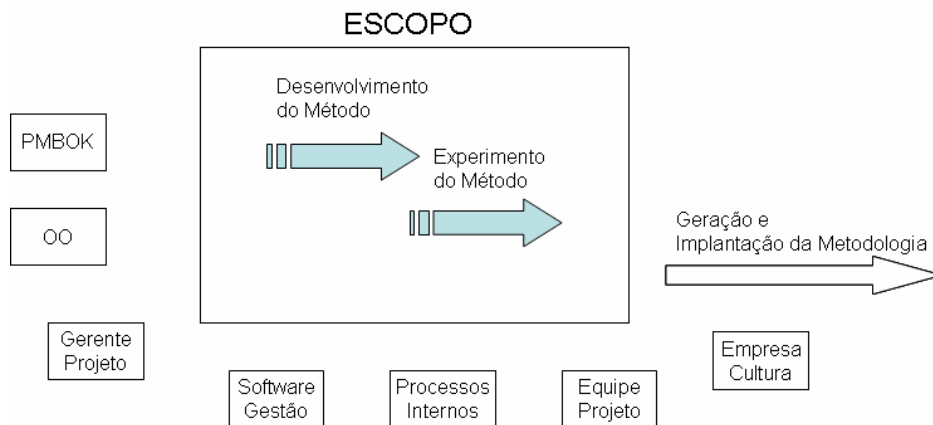 ESCOPO
Desenvolvimento
do Método
PMBOK
Experimento
do Método
OO
Geração e
Implantação da Metodologia
Gerente
Projeto
Empresa
Cultura
Software
Gestão
Processos
Internos
Equipe
Projeto